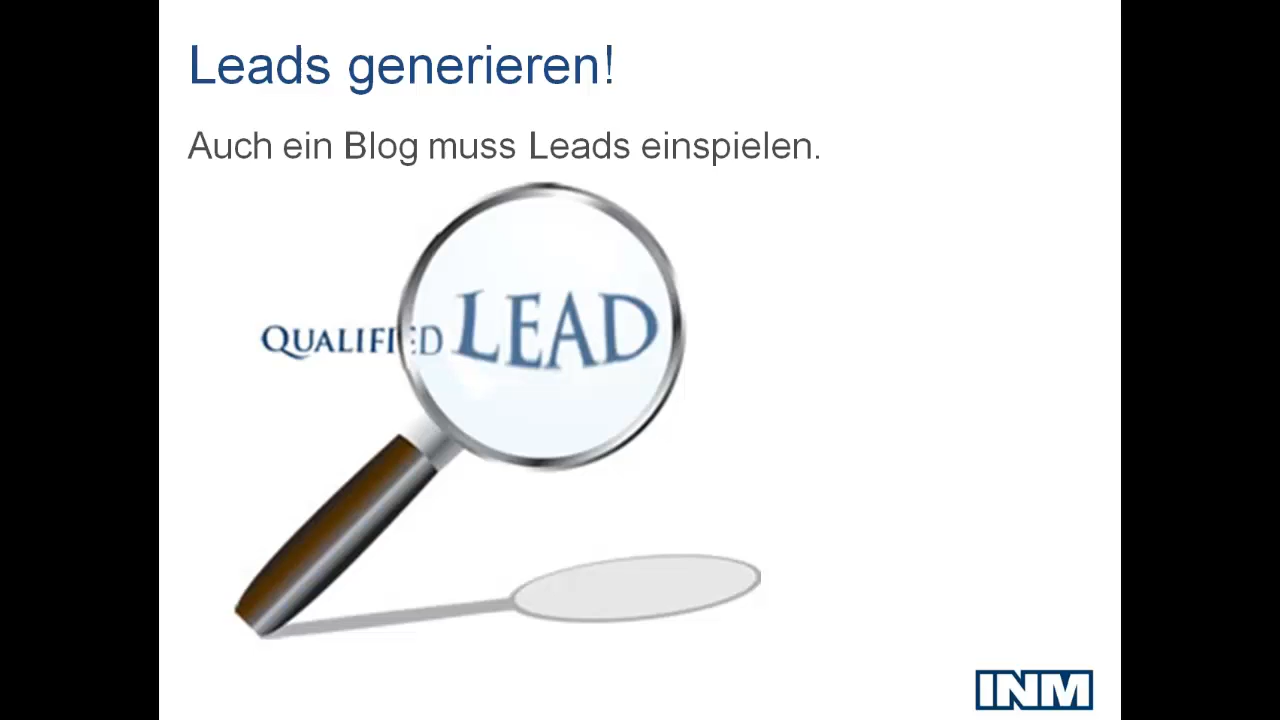 Leads generieren!
Auch ein Blog muss Leads einspielen.
QUALIFIED LEAD
INM